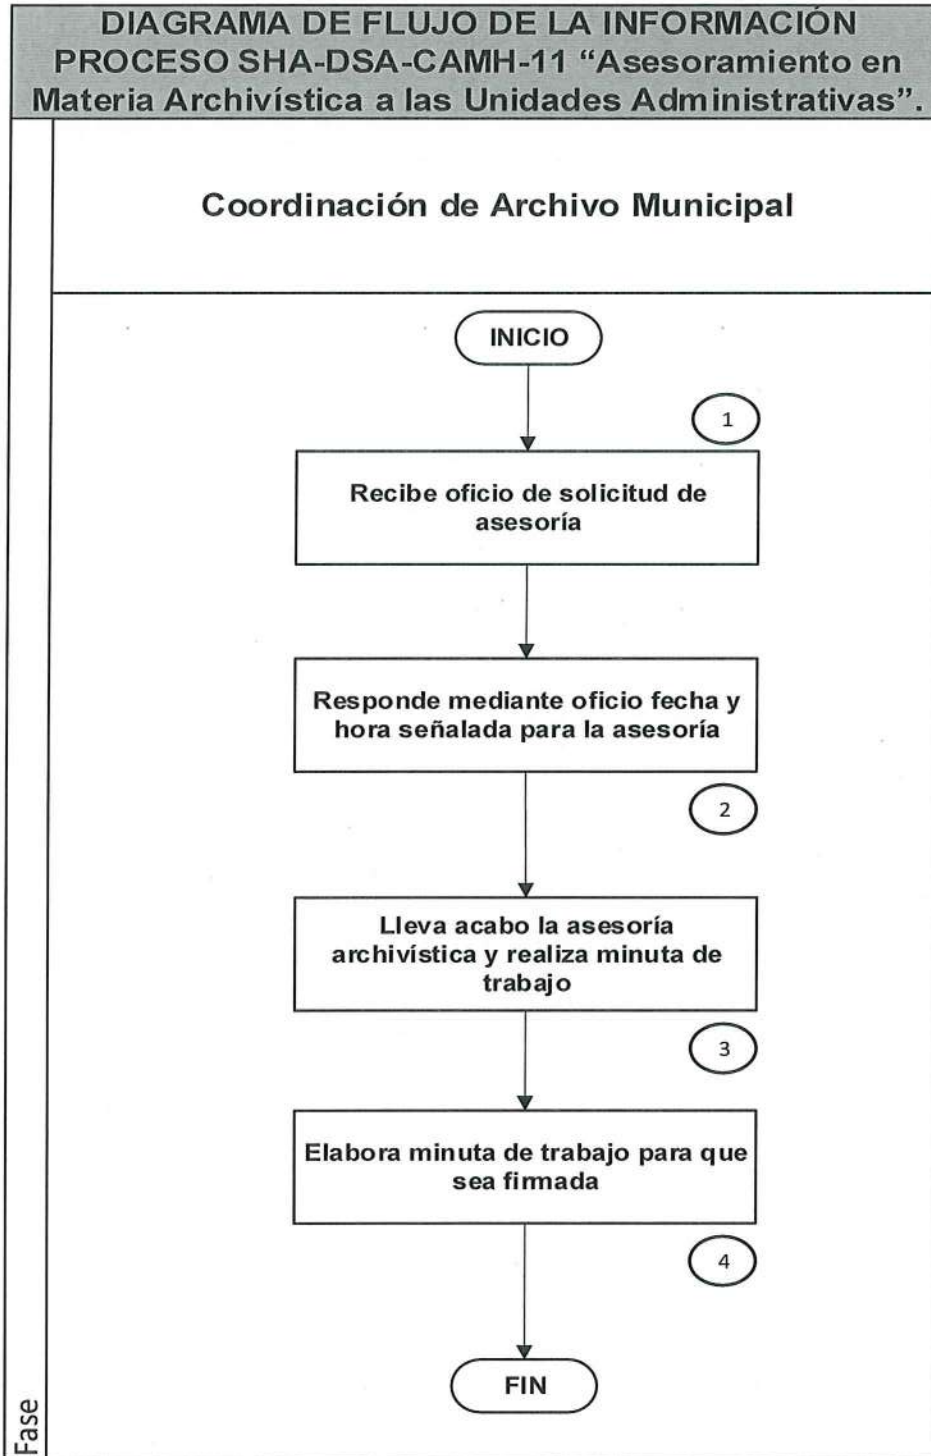 DIAGRAMA DE FLUJO DE LA INFORMACIÓN
PROCESO SHA-DSA-CAMH-11 “Asesoramiento en
Materia Archivística a las Unidades Administrativas”.
Coordinación de Archivo Municipal
INICIO
1
Recibe oficio de solicitud de
asesoría
Responde mediante oficio fecha y
hora señalada para la asesoría
2
Lleva acabo la asesoría
archivística y realiza minuta de
trabajo
3
Elabora minuta de trabajo para que
sea firmada
4
FIN
Fase